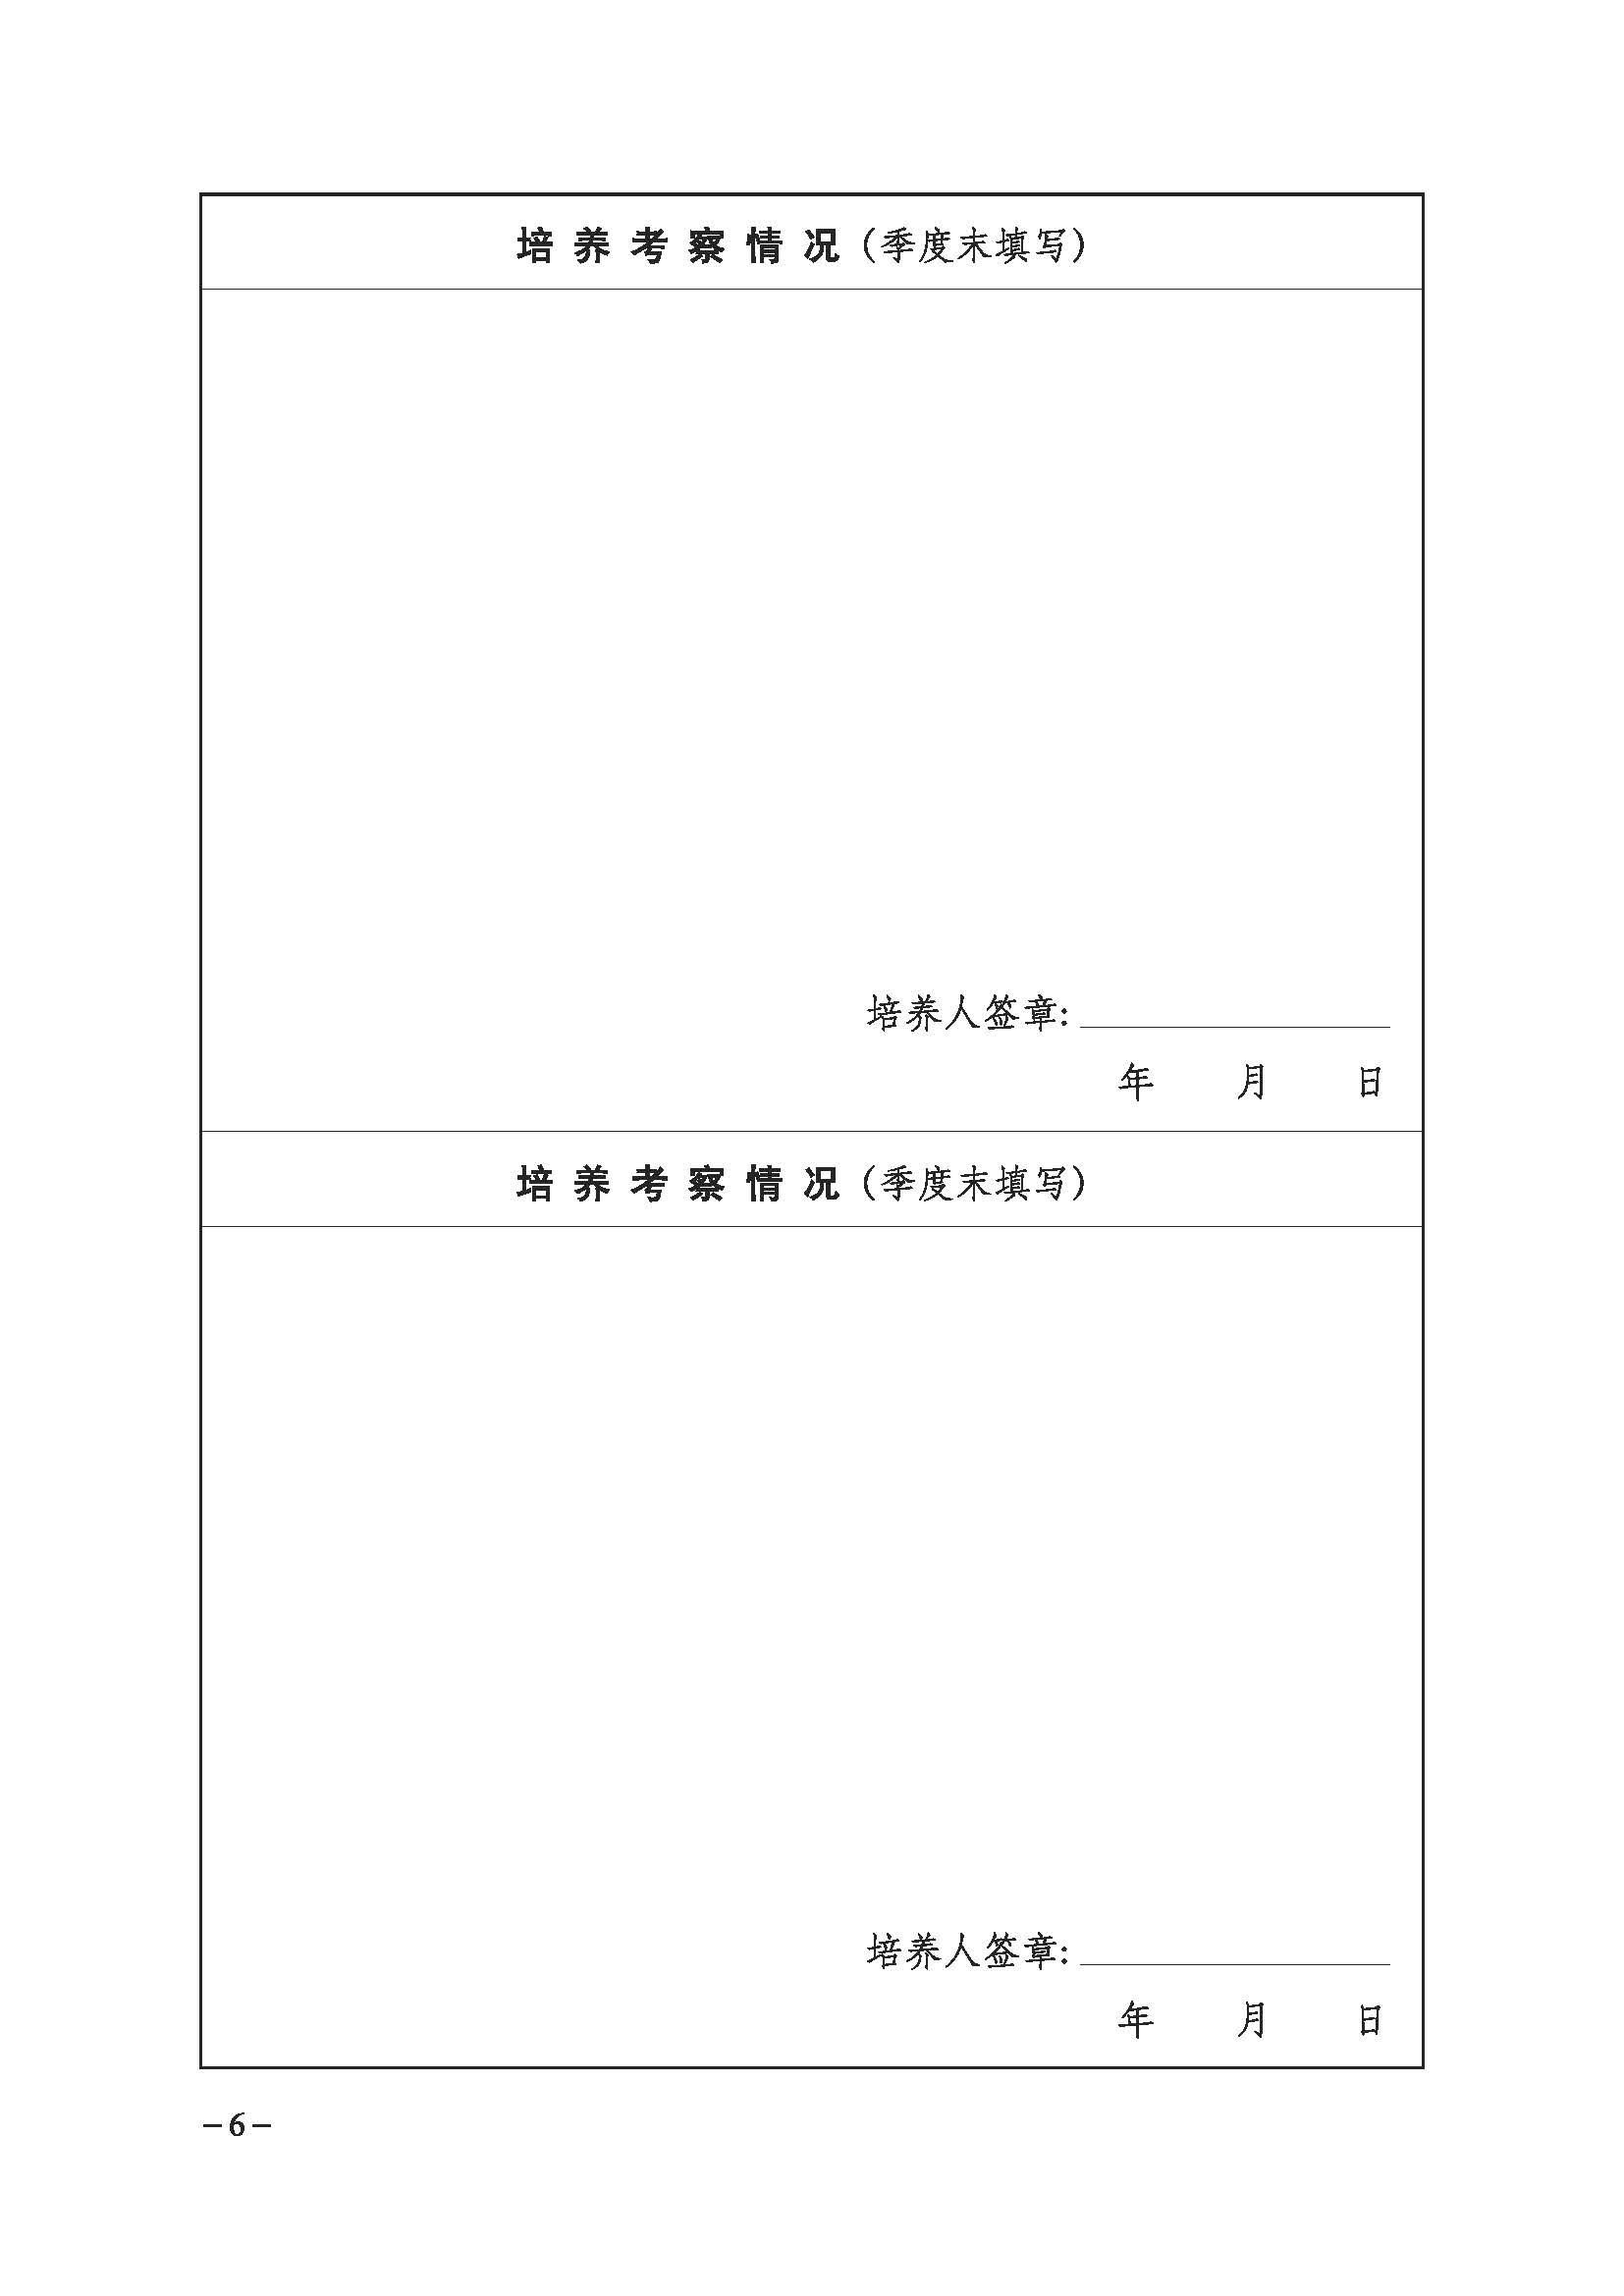 培 养 考 察 情 况（季度末填写）
培养人签章：
年 月 日
培 养 考 察 情 况（季度末填写）
培养人签章：
年 月 日
－6－